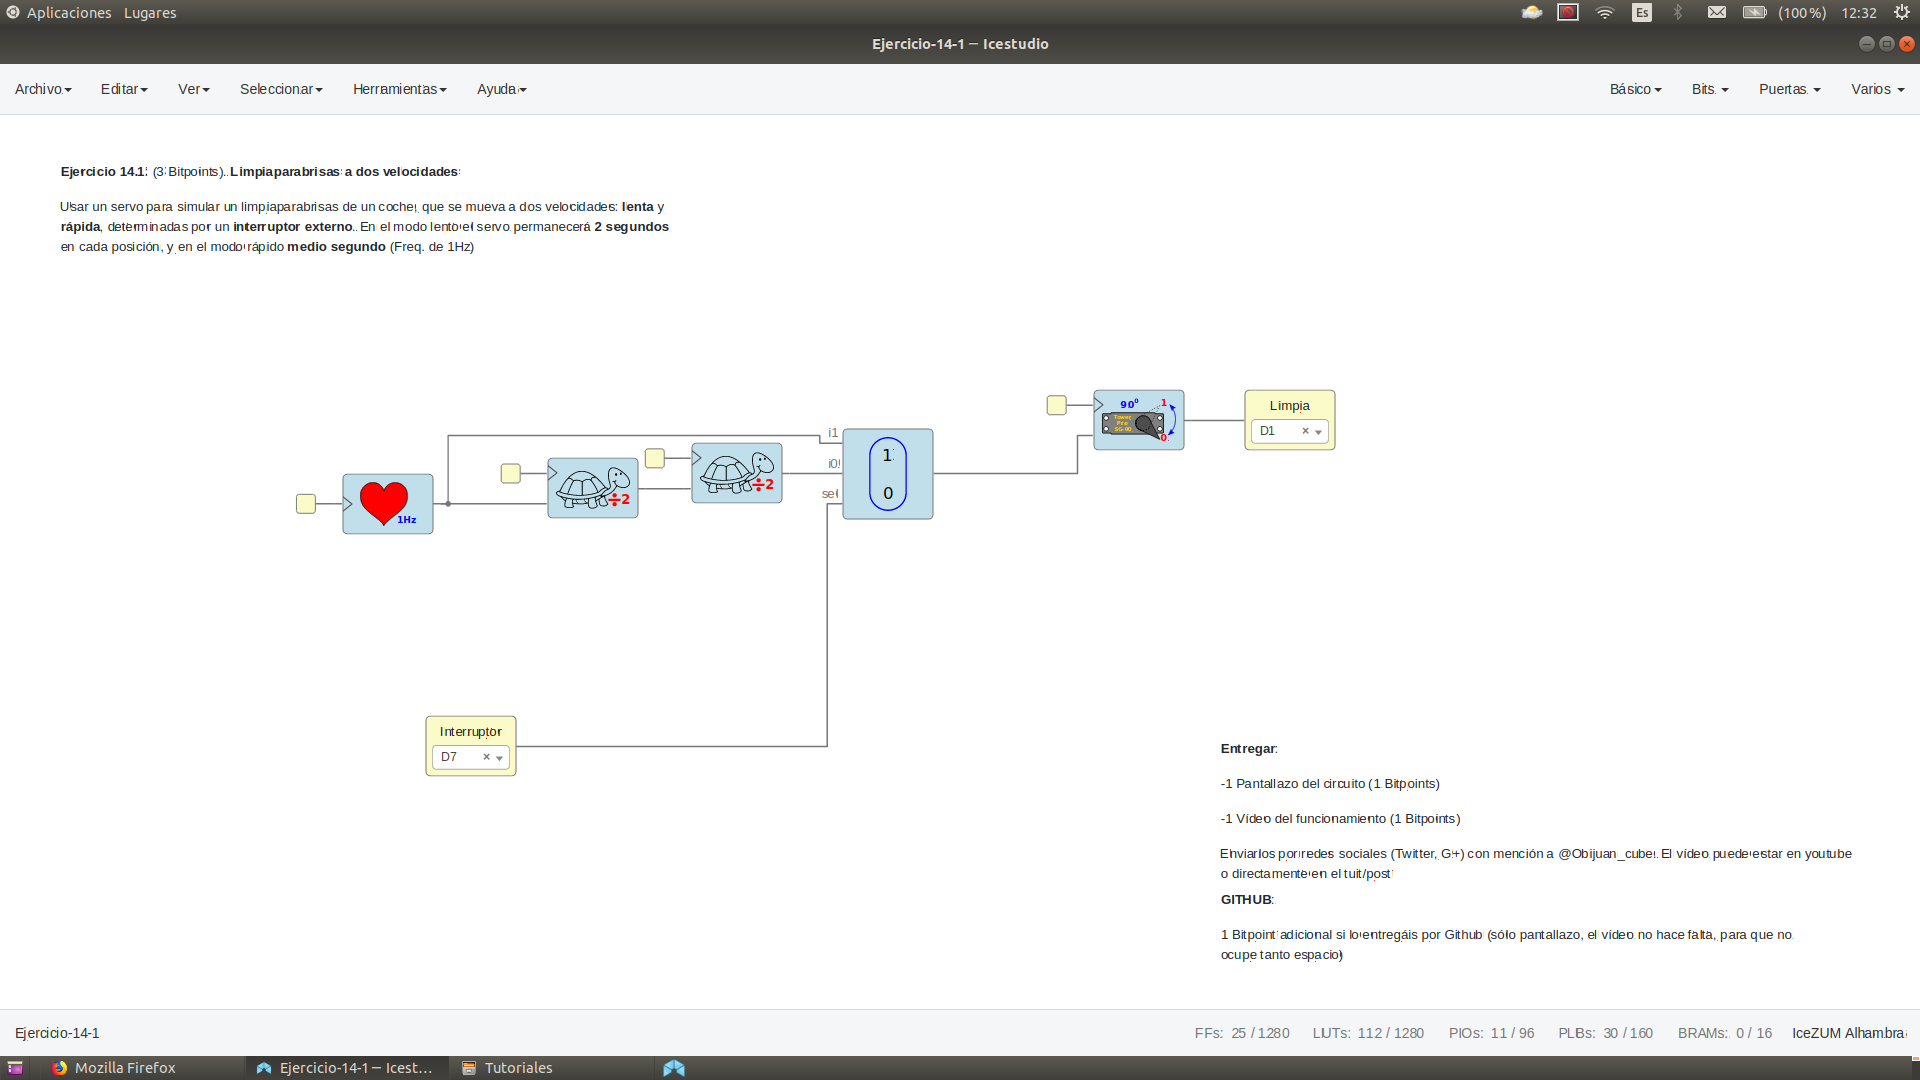 Aplicaciones Lugares
Es (100%) 12:32
Ejercicio-14-1 — Icestudio
Archivo Editar Ver Seleccionar Herramientas Ayuda Básico Bits Puertas Varios
Ejercicio 14.1: (3 Bitpoints). Limpiaparabrisas a dos velocidades
Usar un servo para simular un limpiaparabrisas de un coche, que se mueva a dos velocidades: lenta y
rápida, determinadas por un interruptor externo. En el modo lento el servo permanecerá 2 segundos
en cada posición, y en el modo rápido medio segundo (Freq. de 1Hz)
90º 1
Tower
Pro
SG-90
0
Limpia
D1
i1
i0
sel
1
0
÷2
÷2
1Hz
Interruptor
D7
Entregar:
-1 Pantallazo del circuito (1 Bitpoints)
-1 Vídeo del funcionamiento (1 Bitpoints)
Enviarlos por redes sociales (Twitter, G+) con mención a @Obijuan_cube. El vídeo puede estar en youtube
o directamente en el tuit/post
GITHUB:
1 Bitpoint adicional si lo entregáis por Github (sólo pantallazo, el vídeo no hace falta, para que no
ocupe tanto espacio)
Ejercicio-14-1 FFs: 25 / 1280 LUTs: 112 / 1280 PIOs: 11 / 96 PLBs: 30 / 160 BRAMs: 0 / 16 IceZUM Alhambra
Mozilla Firefox Ejercicio-14-1 — Icest... Tutoriales